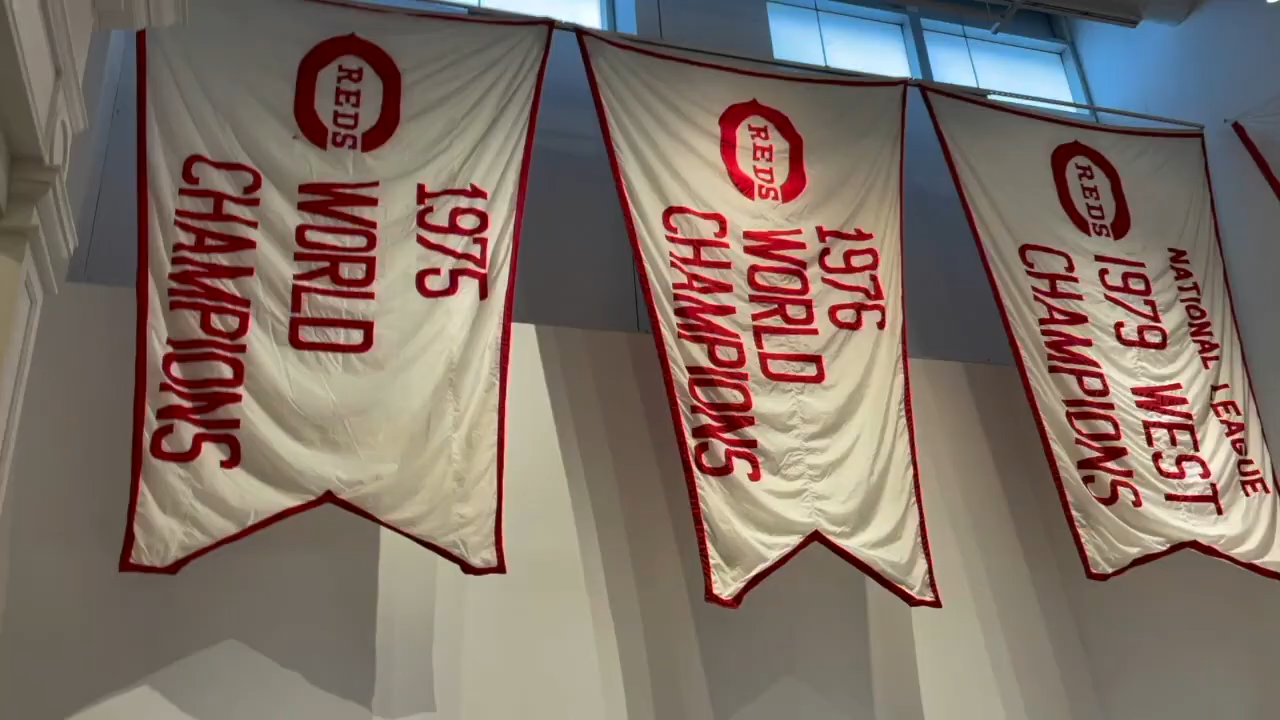 REDS
1975
WORLD
CHAMPIONS
REDS
1976
WORLD
CHAMPIONS
REDS
NATIONAL LEAGUE
1979 WEST
CHAMPIONS